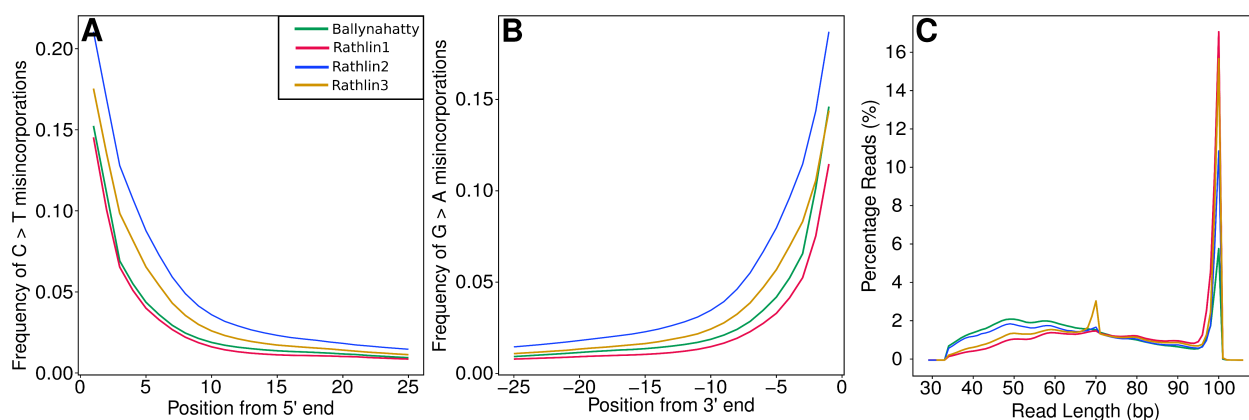 A
Ballynahatty
Rathlin1
Rathlin2
Rathlin3
Frequency of C > T misincorporations
0.20
0.15
0.10
0.05
0.00
0 5 10 15 20 25
Position from 5' end
B
Frequency of G > A misincorporations
0.15
0.10
0.05
0.00
−25 −20 −15 −10 −5 0
Position from 3' end
C
Percentage Reads (%)
16
14
12
10
8
6
4
2
0
30 40 50 60 70 80 90 100
Read Length (bp)